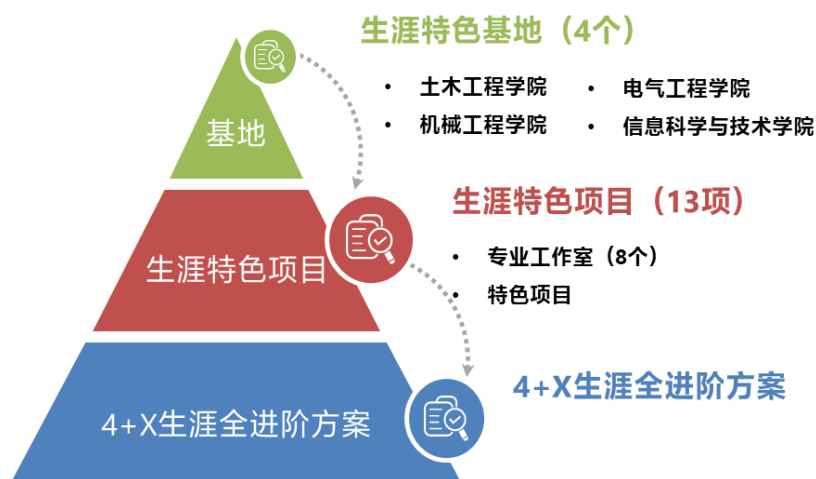 生涯特色基地（4个）
• 土木工程学院 • 电气工程学院
• 机械工程学院 • 信息科学与技术学院
基地
生涯特色项目（13项）
• 专业工作室（8个）
生涯特色项目
• 特色项目
4+X生涯全进阶方案
4+X生涯全进阶方案